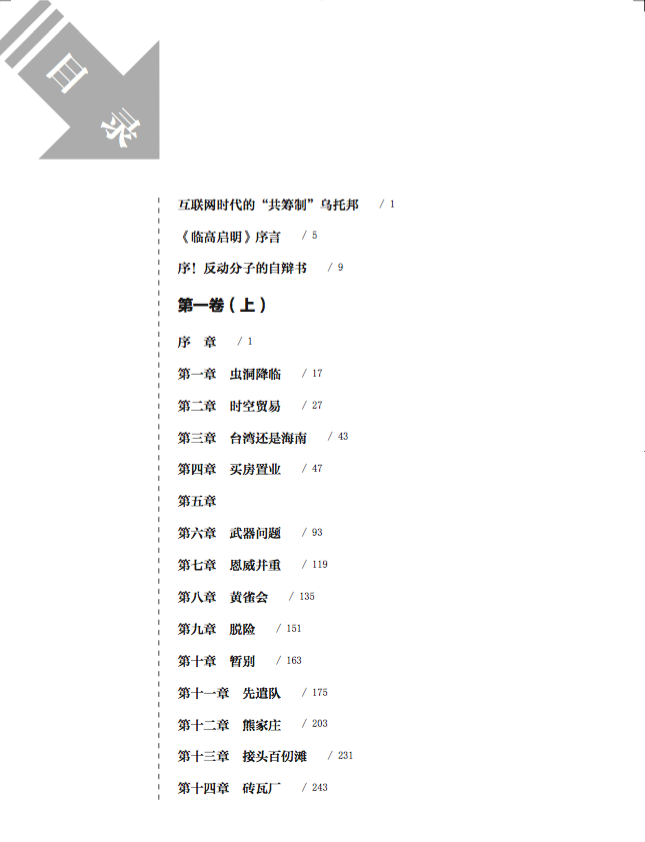 目录
互联网时代的“共筹制”乌托邦 / 1
《临高启明》序言 / 5
序！反动分子的自辩书 / 9
第一卷（上）
序 章 / 1
第一章 虫洞降临 / 17
第二章 时空贸易 / 27
第三章 台湾还是海南 / 43
第四章 买房置业 / 47
第五章
第六章 武器问题 / 93
第七章 恩威并重 / 119
第八章 黄雀会 / 135
第九章 脱险 / 151
第十章 暂别 / 163
第十一章 先遣队 / 175
第十二章 熊家庄 / 203
第十三章 接头百仞滩 / 231
第十四章 砖瓦厂 / 243